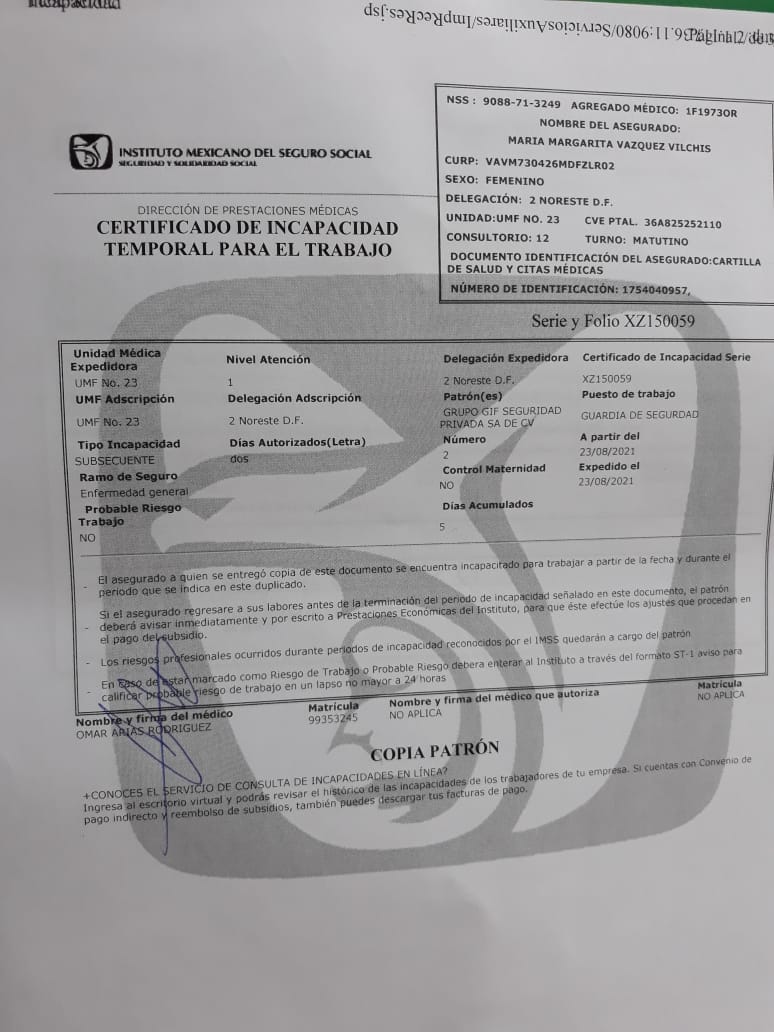 Incapacidad
sup/2 Inf Página 2 de 36.11:9080/ServiciosAuxiliares/ImpRecRes.jsp
INSTITUTO MEXICANO DEL SEGURO SOCIAL
SEGURIDAD Y SOLIDARIDAD SOCIAL
NSS : 9088-71-3249 AGREGADO MÉDICO: 1F1973OR
NOMBRE DEL ASEGURADO:
MARIA MARGARITA VAZQUEZ VILCHIS
CURP: VAVM730426MDFZLR02
SEXO: FEMENINO
DELEGACIÓN: 2 NORESTE D.F.
UNIDAD:UMF NO. 23 CVE PTAL. 36A825252110
CONSULTORIO: 12 TURNO: MATUTINO
DOCUMENTO IDENTIFICACIÓN DEL ASEGURADO:CARTILLA
DE SALUD Y CITAS MÉDICAS
NÚMERO DE IDENTIFICACIÓN: 1754040957,
DIRECCIÓN DE PRESTACIONES MÉDICAS
CERTIFICADO DE INCAPACIDAD
TEMPORAL PARA EL TRABAJO
Serie y Folio XZ150059
Unidad Médica
Expedidora
UMF No. 23
Nivel Atención
1
Delegación Expedidora
2 Noreste D.F.
Certificado de Incapacidad Serie
XZ150059
UMF Adscripción
UMF No. 23
Delegación Adscripción
2 Noreste D.F.
Patrón(es)
GRUPO GIF SEGURIDAD
PRIVADA SA DE CV
Puesto de trabajo
GUARDIA DE SEGURDAD
Tipo Incapacidad
SUBSECUENTE
Días Autorizados(Letra)
dos
Número
2
A partir del
23/08/2021
Ramo de Seguro
Enfermedad general
Control Maternidad
NO
Expedido el
23/08/2021
Probable Riesgo
Trabajo
NO
Días Acumulados
5
- El asegurado a quien se entregó copia de este documento se encuentra incapacitado para trabajar a partir de la fecha y durante el
periodo que se indica en este duplicado.
- Si el asegurado regresare a sus labores antes de la terminación del periodo de incapacidad señalado en este documento, el patrón
deberá avisar inmediatamente y por escrito a Prestaciones Económicas del Instituto, para que éste efectúe los ajustes que procedan en
el pago del subsidio.
- Los riesgos profesionales ocurridos durante periodos de incapacidad reconocidos por el IMSS quedarán a cargo del patrón
- En caso de estar marcado como Riesgo de Trabajo o Probable Riesgo debera enterar al Instituto a través del formato ST-1 aviso para
calificar probable riesgo de trabajo en un lapso no mayor a 24 horas
Nombre y firma del médico
OMAR ARIAS RODRIGUEZ
Matrícula
99353245
Nombre y firma del médico que autoriza
NO APLICA
Matrícula
NO APLICA
COPIA PATRÓN
+CONOCES EL SERVICIO DE CONSULTA DE INCAPACIDADES EN LÍNEA?
Ingresa al escritorio virtual y podrás revisar el histórico de las incapacidades de los trabajadores de tu empresa. Si cuentas con Convenio de
pago indirecto y reembolso de subsidios, también puedes descargar tus facturas de pago.